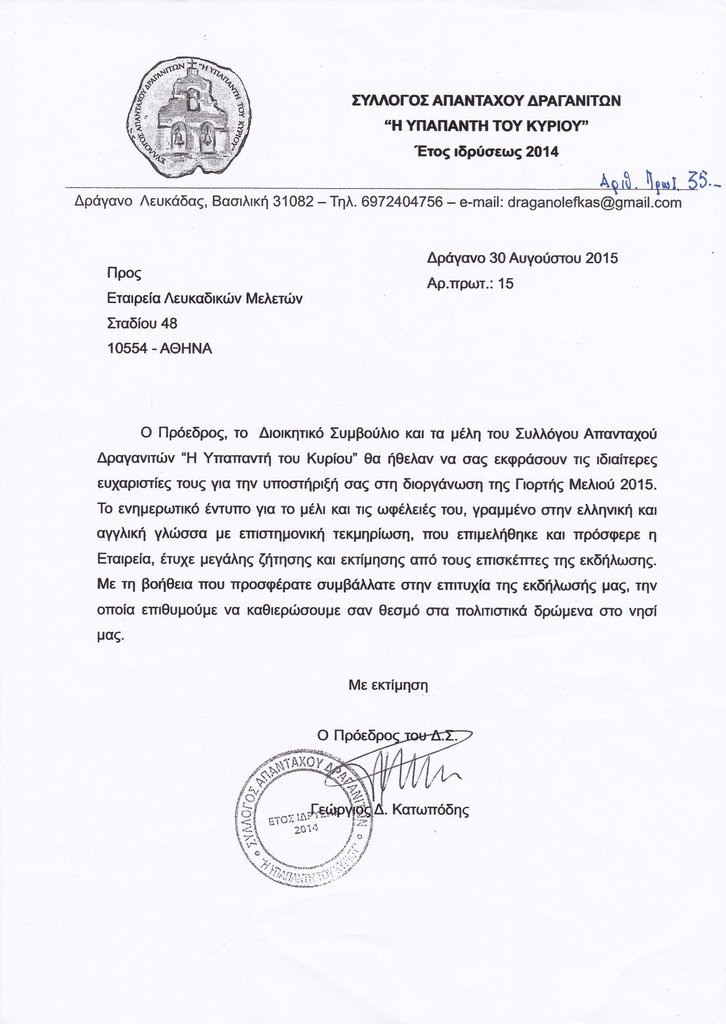 ΣΥΛΛΟΓΟΣ ΑΠΑΝΤΑΧΟΥ ΔΡΑΓΑΝΙΤΩΝ "Η ΥΠΑΠΑΝΤΗ ΤΟΥ ΚΥΡΙΟΥ"
ΣΥΛΛΟΓΟΣ ΑΠΑΝΤΑΧΟΥ ΔΡΑΓΑΝΙΤΩΝ
“Η ΥΠΑΠΑΝΤΗ ΤΟΥ ΚΥΡΙΟΥ”
Έτος ιδρύσεως 2014
Αριθ. Πρωτ. 35.-
Δράγανο Λευκάδας, Βασιλική 31082 – Τηλ. 6972404756 – e-mail: draganolefkas@gmail.com
Δράγανο 30 Αυγούστου 2015
Αρ.πρωτ.: 15
Προς
Εταιρεία Λευκαδικών Μελετών
Σταδίου 48
10554 - ΑΘΗΝΑ
Ο Πρόεδρος, το Διοικητικό Συμβούλιο και τα μέλη του Συλλόγου Απανταχού
Δραγανιτών “Η Υπαπαντή του Κυρίου” θα ήθελαν να σας εκφράσουν τις ιδιαίτερες
ευχαριστίες τους για την υποστήριξή σας στη διοργάνωση της Γιορτής Μελιού 2015.
Το ενημερωτικό έντυπο για το μέλι και τις ωφέλειές του, γραμμένο στην ελληνική και
αγγλική γλώσσα με επιστημονική τεκμηρίωση, που επιμελήθηκε και πρόσφερε η
Εταιρεία, έτυχε μεγάλης ζήτησης και εκτίμησης από τους επισκέπτες της εκδήλωσης.
Με τη βοήθεια που προσφέρατε συμβάλλατε στην επιτυχία της εκδήλωσής μας, την
οποία επιθυμούμε να καθιερώσουμε σαν θεσμό στα πολιτιστικά δρώμενα στο νησί
μας.
Με εκτίμηση
Ο Πρόεδρος του Δ.Σ.
Γεώργιος Δ. Κατωπόδης
ΣΥΛΛΟΓΟΣ ΑΠΑΝΤΑΧΟΥ ΔΡΑΓΑΝΙΤΩΝ
ΕΤΟΣ
2014
"Η ΥΠΑΠΑΝΤΗ ΤΟΥ